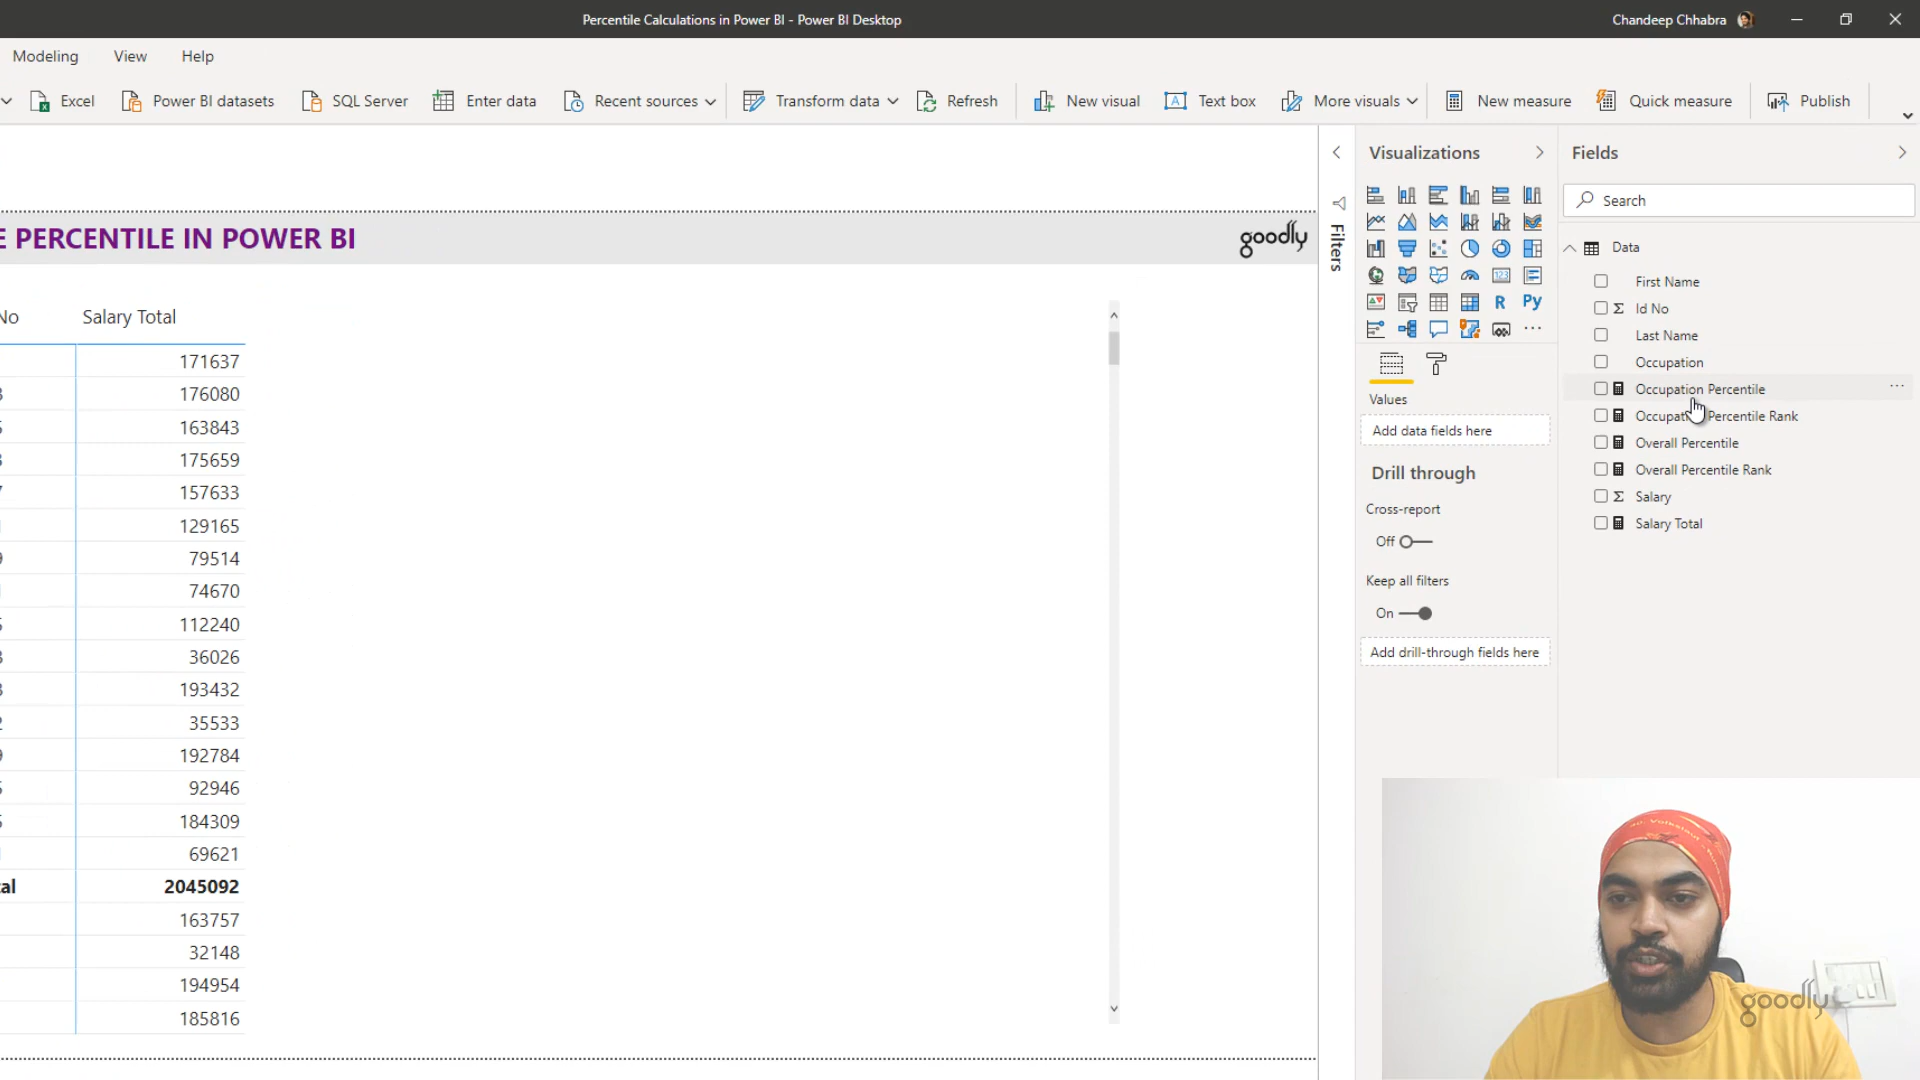 Percentile Calculations in Power BI - Power BI Desktop
Chandeep Chhabra
Modeling
View
Help
Excel
Power BI datasets
SQL Server
Enter data
Recent sources
Transform data
Refresh
New visual
Text box
More visuals
New measure
Quick measure
Publish
E PERCENTILE IN POWER BI
goodly
No
Salary Total
171637
176080
163843
175659
157633
129165
79514
74670
112240
36026
193432
35533
192784
92946
184309
69621
tal
2045092
163757
32148
194954
185816
Filters
Visualizations
R
Py
Values
Add data fields here
Drill through
Cross-report
Off
Keep all filters
On
Add drill-through fields here
Fields
Search
Data
First Name
Id No
Last Name
Occupation
Occupation Percentile
Occupation Percentile Rank
Overall Percentile
Overall Percentile Rank
Salary
Salary Total
goodly